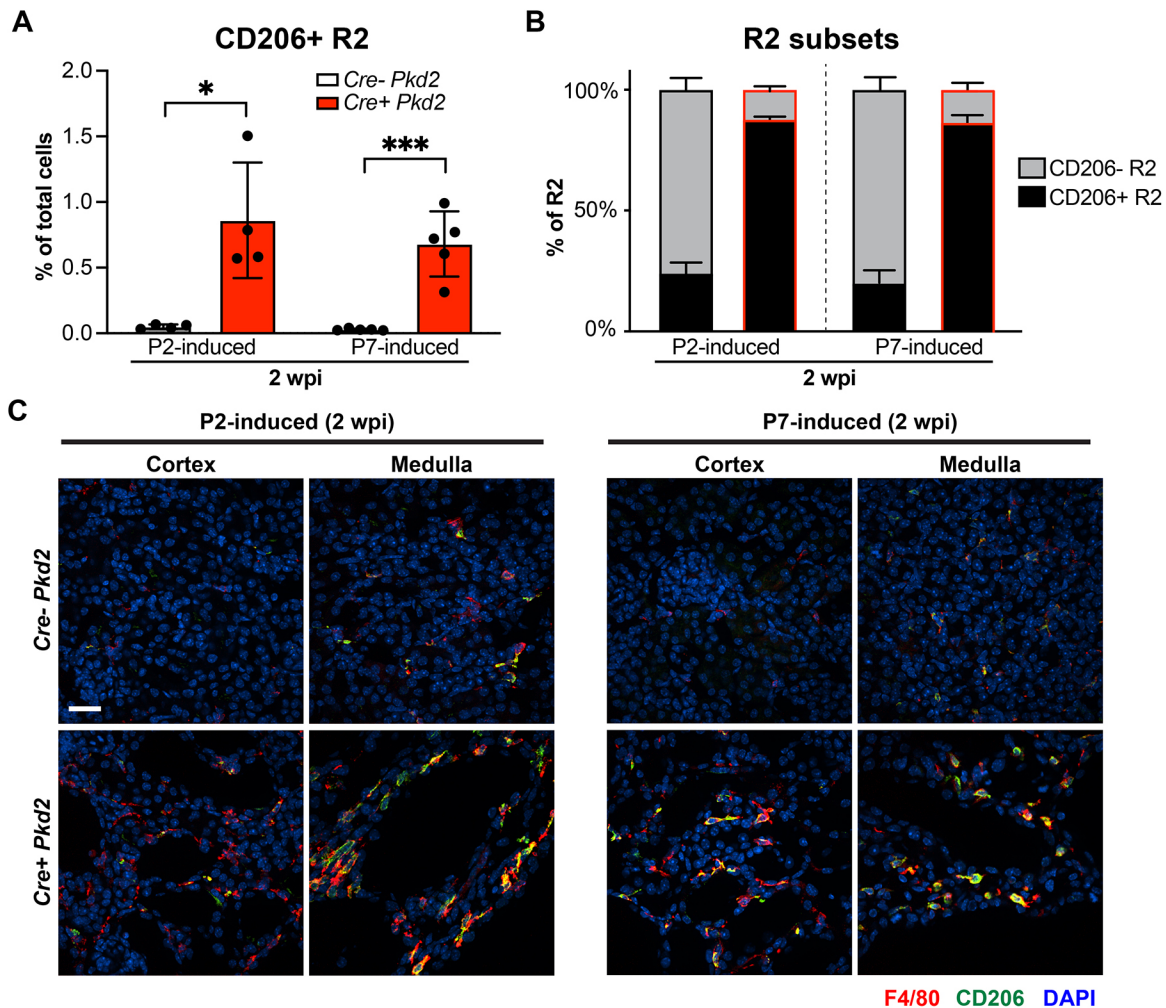 A
CD206+ R2
% of total cells
2.0
1.5
1.0
0.5
0.0
*
***
Cre- Pkd2
Cre+ Pkd2
P2-induced
P7-induced
2 wpi
B
R2 subsets
% of R2
100%
50%
0%
CD206- R2
CD206+ R2
P2-induced
P7-induced
2 wpi
C
P2-induced (2 wpi)
P7-induced (2 wpi)
Cortex
Medulla
Cortex
Medulla
Cre- Pkd2
Cre+ Pkd2
F4/80 CD206 DAPI